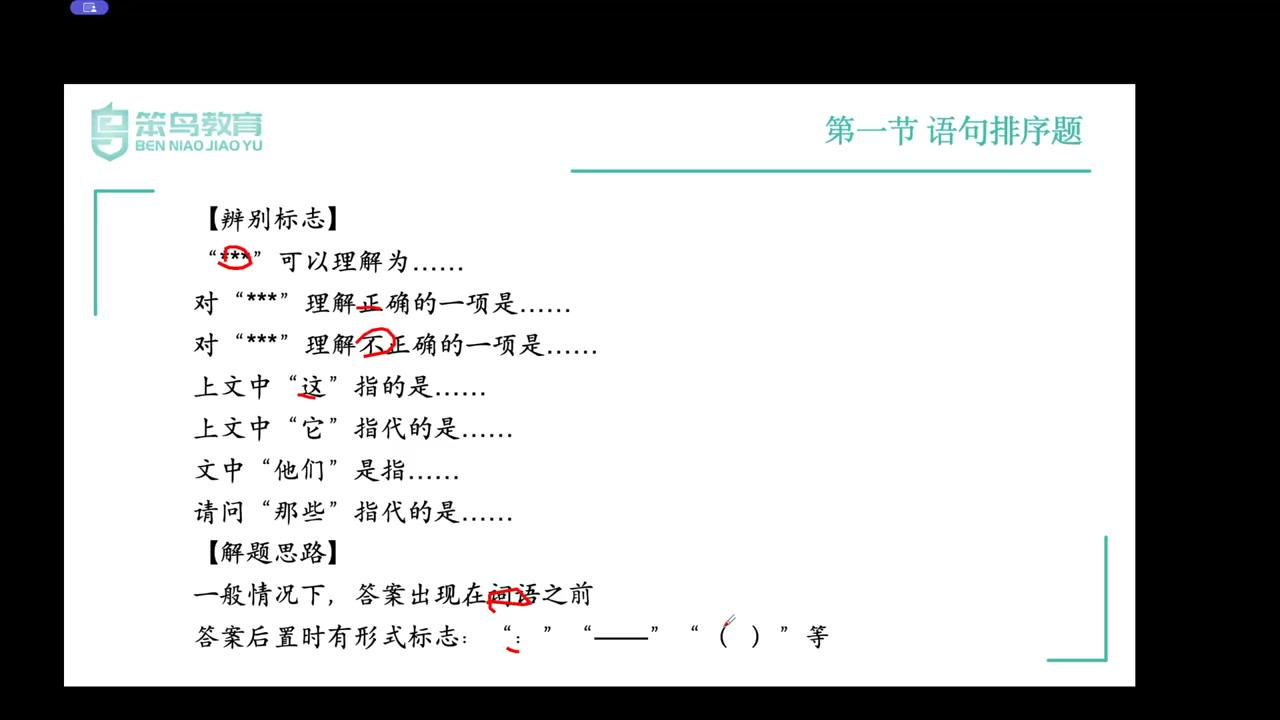 笨鸟教育
BEN NIAO JIAO YU
第一节 语句排序题
【辨别标志】
“***”可以理解为……
对“***”理解正确的一项是……
对“***”理解不正确的一项是……
上文中“这”指的是……
上文中“它”指代的是……
文中“他们”是指……
请问“那些”指代的是……
【解题思路】
一般情况下，答案出现在词语之前
答案后置时有形式标志：“：”“——”“（ ）”等